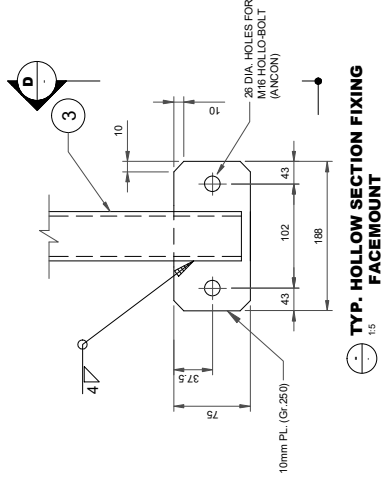 D
3
10
10
26 DIA. HOLES FOR
M16 HOLLO-BOLT
(ANCON)
4
37.5
75
43
102
43
188
10mm PL. (Gr.250)
-
-
TYP. HOLLOW SECTION FIXING
FACEMOUNT
1:5